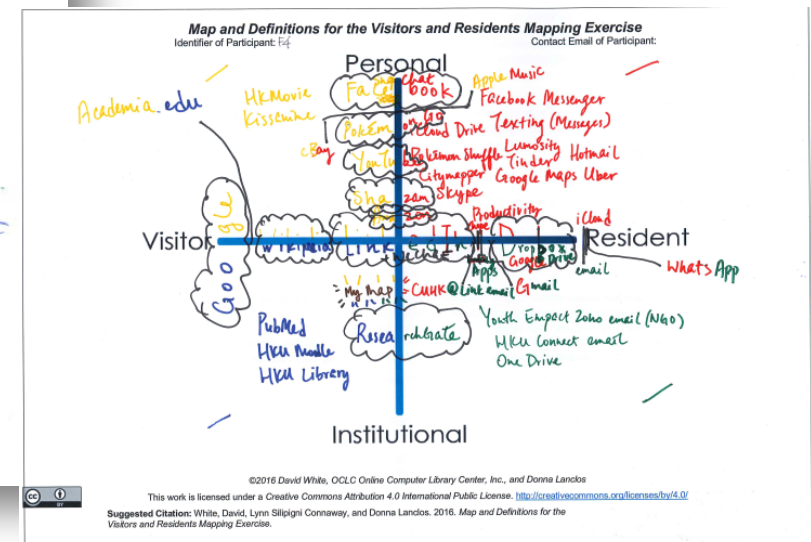 Map and Definitions for the Visitors and Residents Mapping Exercise
Identifier of Participant: F4
Contact Email of Participant:
Personal
Academia.edu
HKMovie
Kissenime
Facebook
Snapchat
Apple Music
Facebook Messenger
eBay
Pokémon Go
iCloud Drive Texting (Messages)
YouTube
Pokémon Shuffle Lumosity Hotmail
Tinder
Citymapper Google Maps Uber
Shazam
Skype
Productivity
iCloud
Google
Visitor
Wikipedia
LinkedIn
Dropbox
Resident
WhatsApp
Google Drive
Apps
email
My Map
CUHK@Link email
Gmail
PubMed
HKU Moodle
HKU Library
ResearchGate
Youth Empact Zoho email (NGO)
HKU Connect email
One Drive
Institutional
©2016 David White, OCLC Online Computer Library Center, Inc., and Donna Lanclos
This work is licensed under a Creative Commons Attribution 4.0 International Public License. http://creativecommons.org/licenses/by/4.0/
cc
BY
Suggested Citation: White, David, Lynn Silipigni Connaway, and Donna Lanclos. 2016. Map and Definitions for the
Visitors and Residents Mapping Exercise.